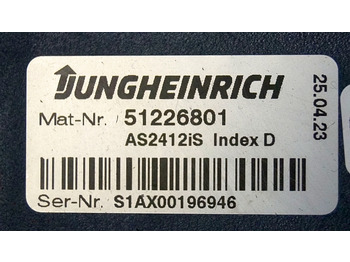 JUNGHEINRICH
Mat-Nr. 51226801
AS2412iS Index D
Ser-Nr. S1AX00196946
25.04.23